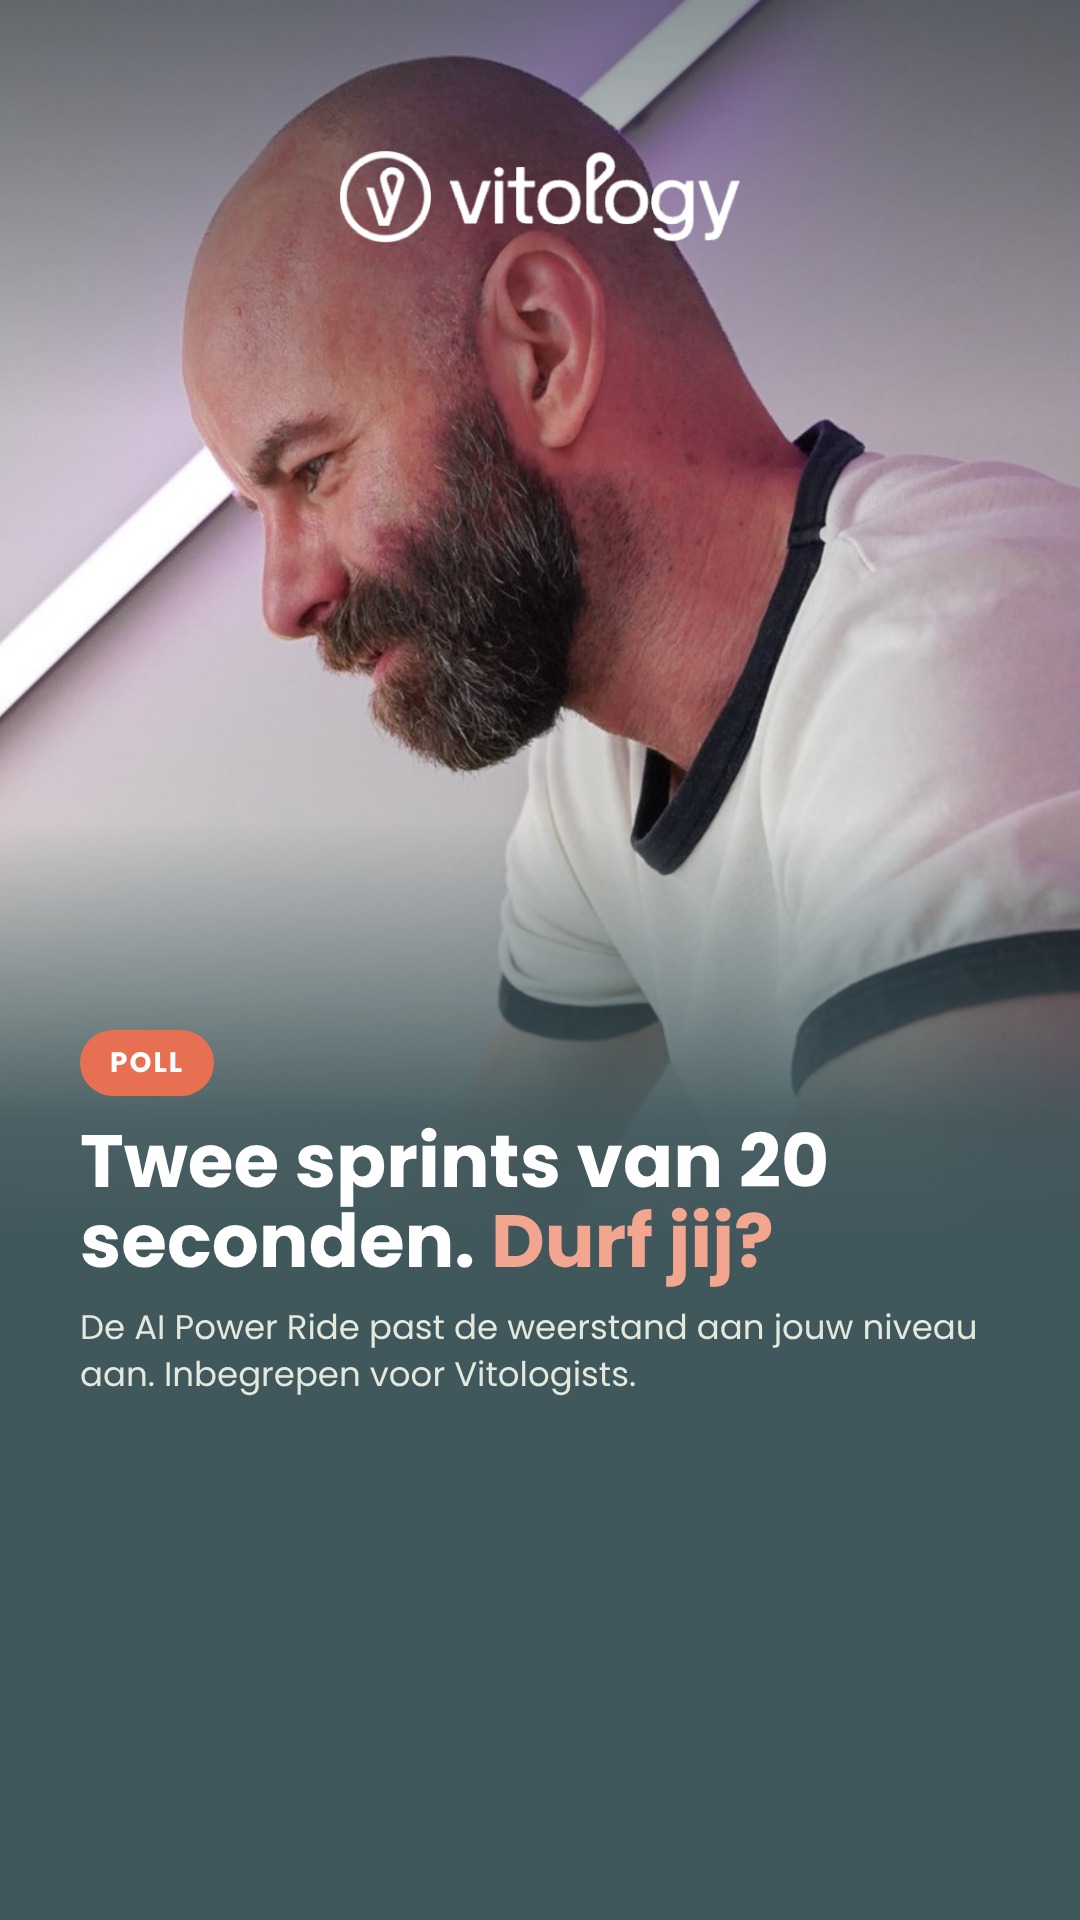 vitology
POLL
Twee sprints van 20
seconden. Durf jij?
De AI Power Ride past de weerstand aan jouw niveau
aan. Inbegrepen voor Vitologists.